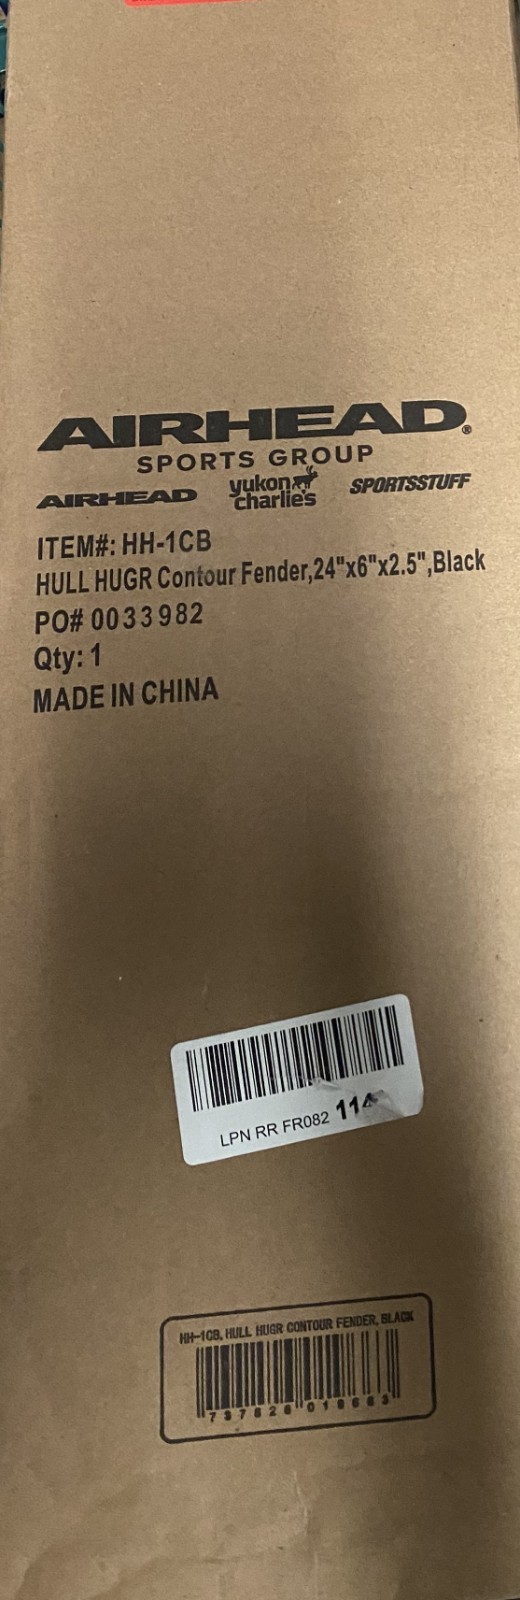 AIRHEAD®
SPORTS GROUP
AIRHEAD yukon charlie's SPORTSSTUFF
ITEM#: HH-1CB
HULL HUGR Contour Fender,24"x6"x2.5",Black
PO# 0033982
Qty: 1
MADE IN CHINA
LPN RR FR082
HH-1CB, HULL HUGR CONTOUR FENDER, BLACK